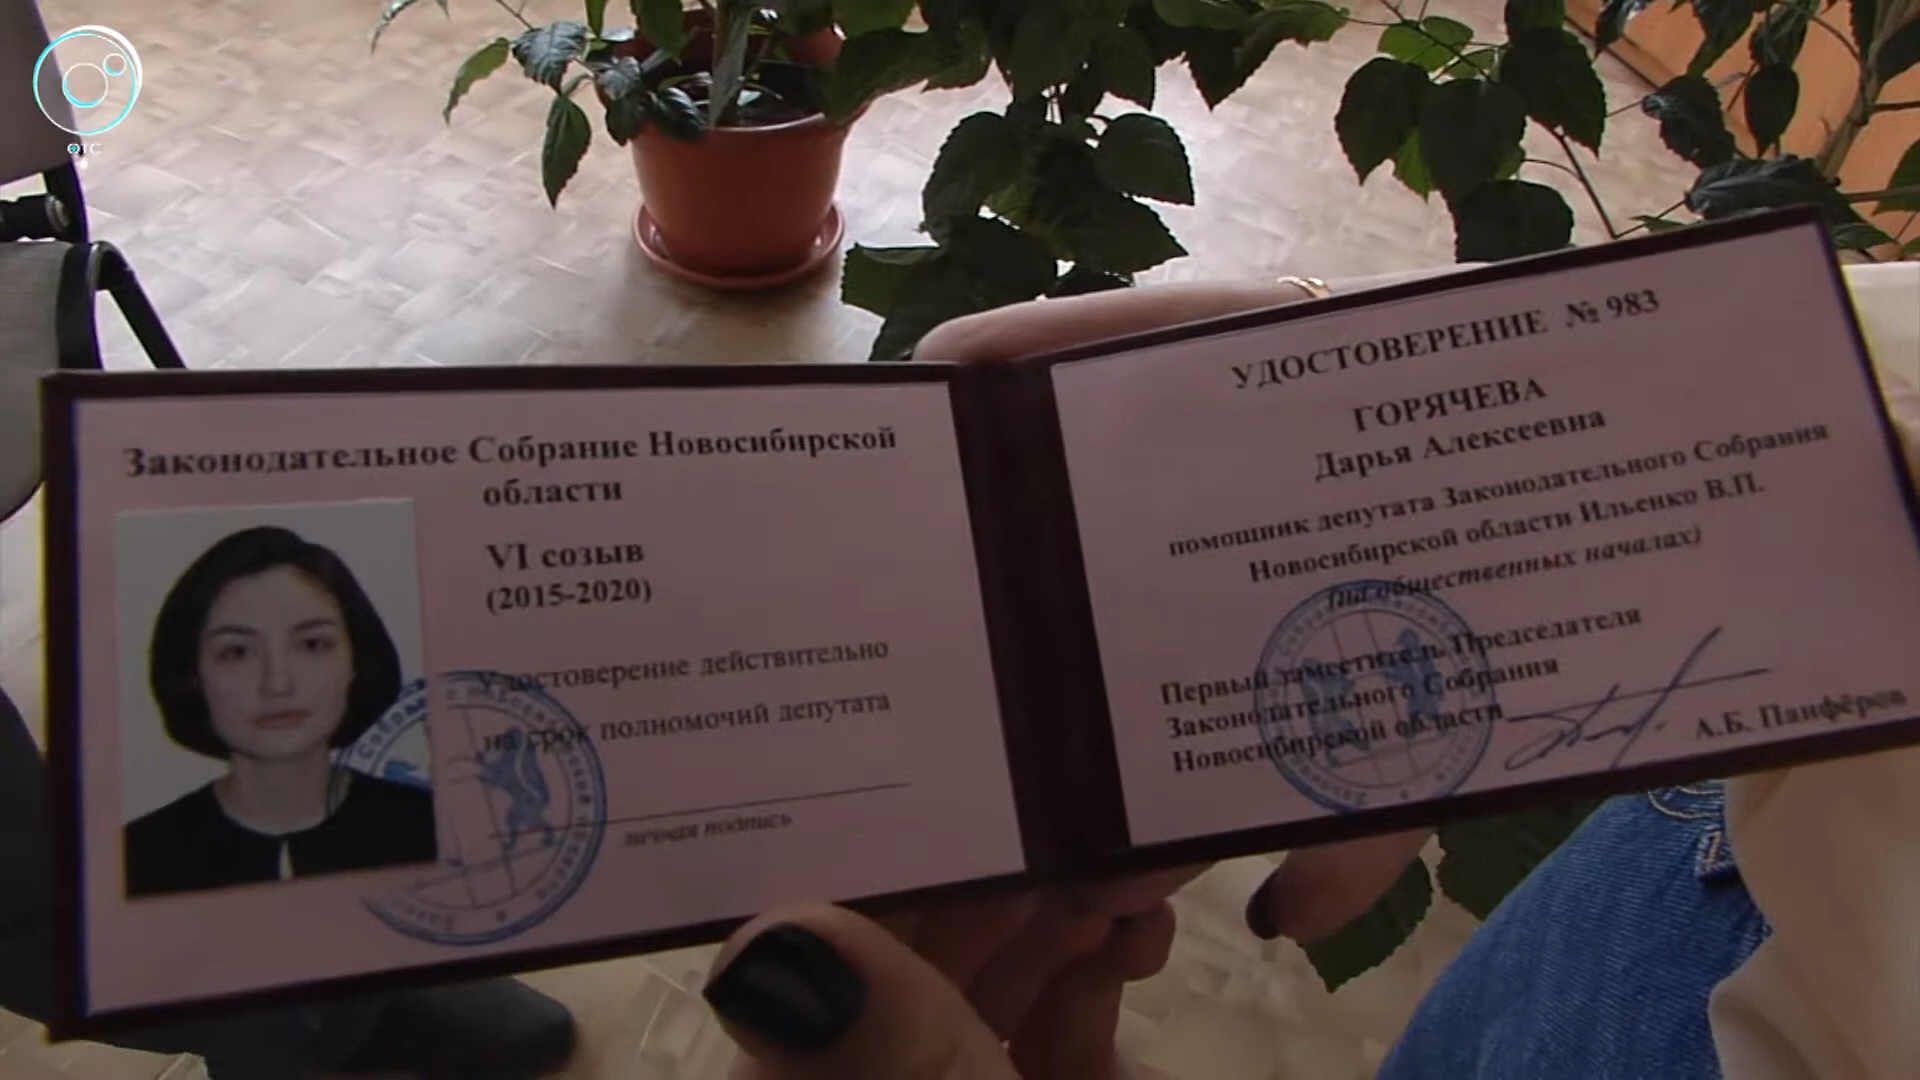 ОТС
Законодательное Собрание Новосибирской
области
VI созыв
(2015-2020)
Удостоверение действительно
на срок полномочий депутата
личная подпись
УДОСТОВЕРЕНИЕ № 983
ГОРЯЧЕВА
Дарья Алексеевна
помощник депутата Законодательного Собрания
Новосибирской области Ильенко В.П.
(на общественных началах)
Первый заместитель Председателя
Законодательного Собрания
Новосибирской области
А.Б. Панфёров